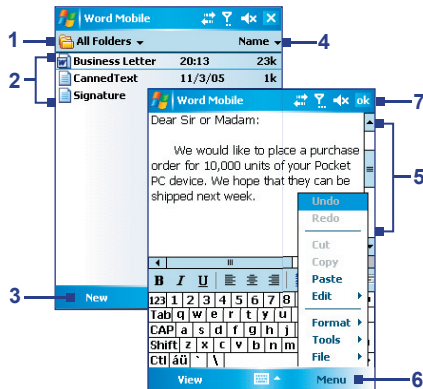 Word Mobile
1 All Folders Name 4
2
Business Letter 20:13 23k
CannedText 11/3/05 1k
Signature
3 New
Word Mobile ok 7
Dear Sir or Madam:
We would like to place a purchase
order for 10,000 units of your Pocket
PC device. We hope that they can be
shipped next week.
5
Undo
Redo
Cut
Copy
Paste
Edit
Format
Tools
File
B I U
123 1 2 3 4 5 6 7 8
Tab q w e r t y u
CAP a s d f g h j
Shift z x c v b n m
Ctl áü ` \
View Menu 6